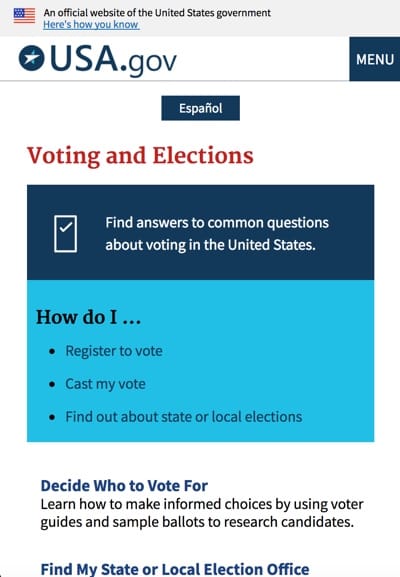 An official website of the United States government
Here's how you know
USA.gov
MENU
Español
Voting and Elections
Find answers to common questions
about voting in the United States.
How do I ...
Register to vote
Cast my vote
Find out about state or local elections
Decide Who to Vote For
Learn how to make informed choices by using voter
guides and sample ballots to research candidates.
Find My State or Local Election Office